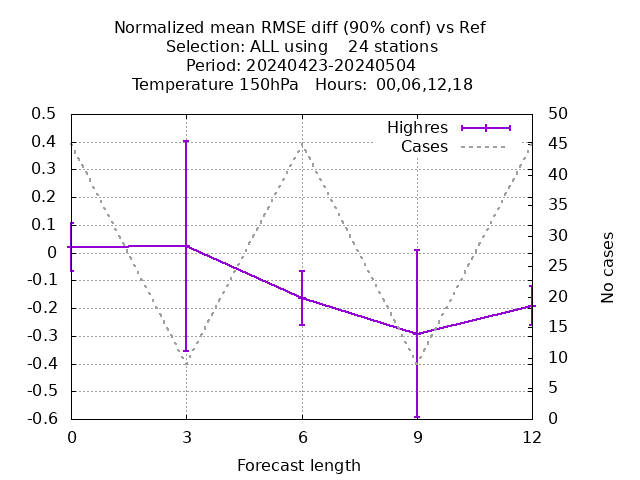 Normalized mean RMSE diff (90% conf) vs Ref
Selection: ALL using    24 stations
Period: 20240423-20240504
Temperature 150hPa   Hours:  00,06,12,18
Highres
Cases
0.5
0.4
0.3
0.2
0.1
0
-0.1
-0.2
-0.3
-0.4
-0.5
-0.6
50
45
40
35
30
25
20
15
10
5
0
No cases
0 3 6 9 12
Forecast length